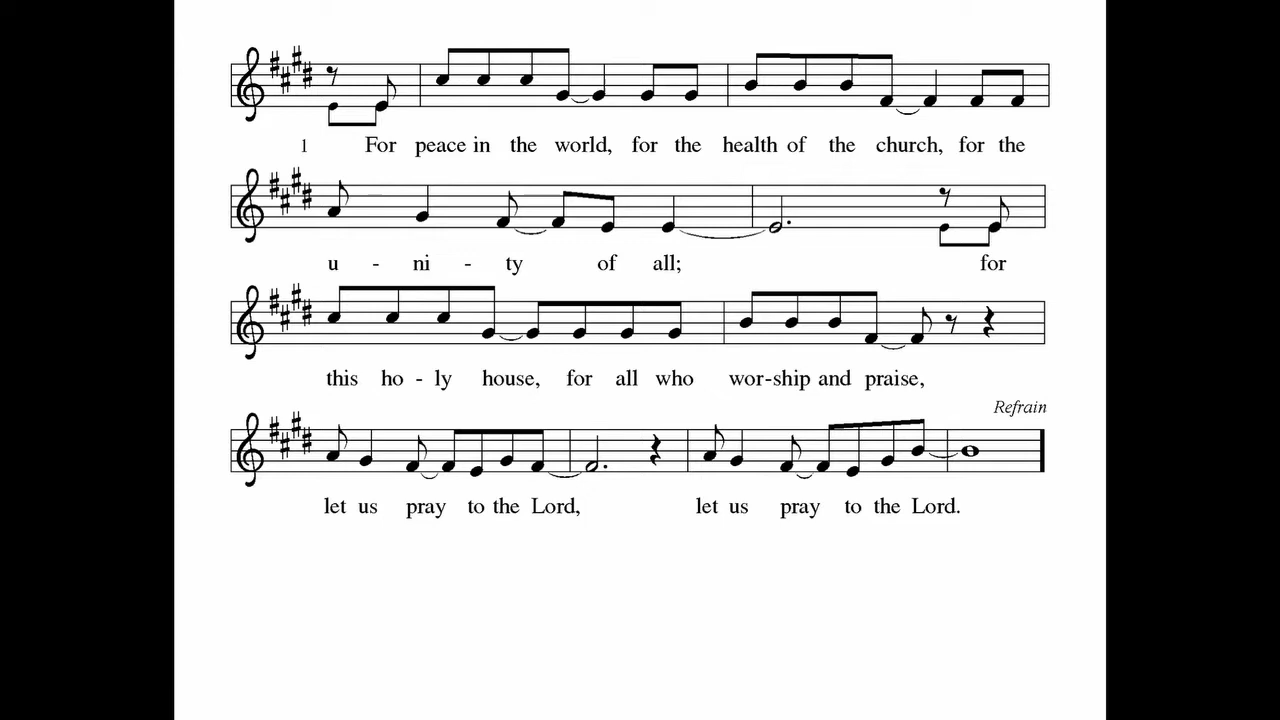 1 For peace in the world, for the health of the church, for the
u - ni - ty of all; for
this ho - ly house, for all who wor-ship and praise,
Refrain
let us pray to the Lord, let us pray to the Lord.